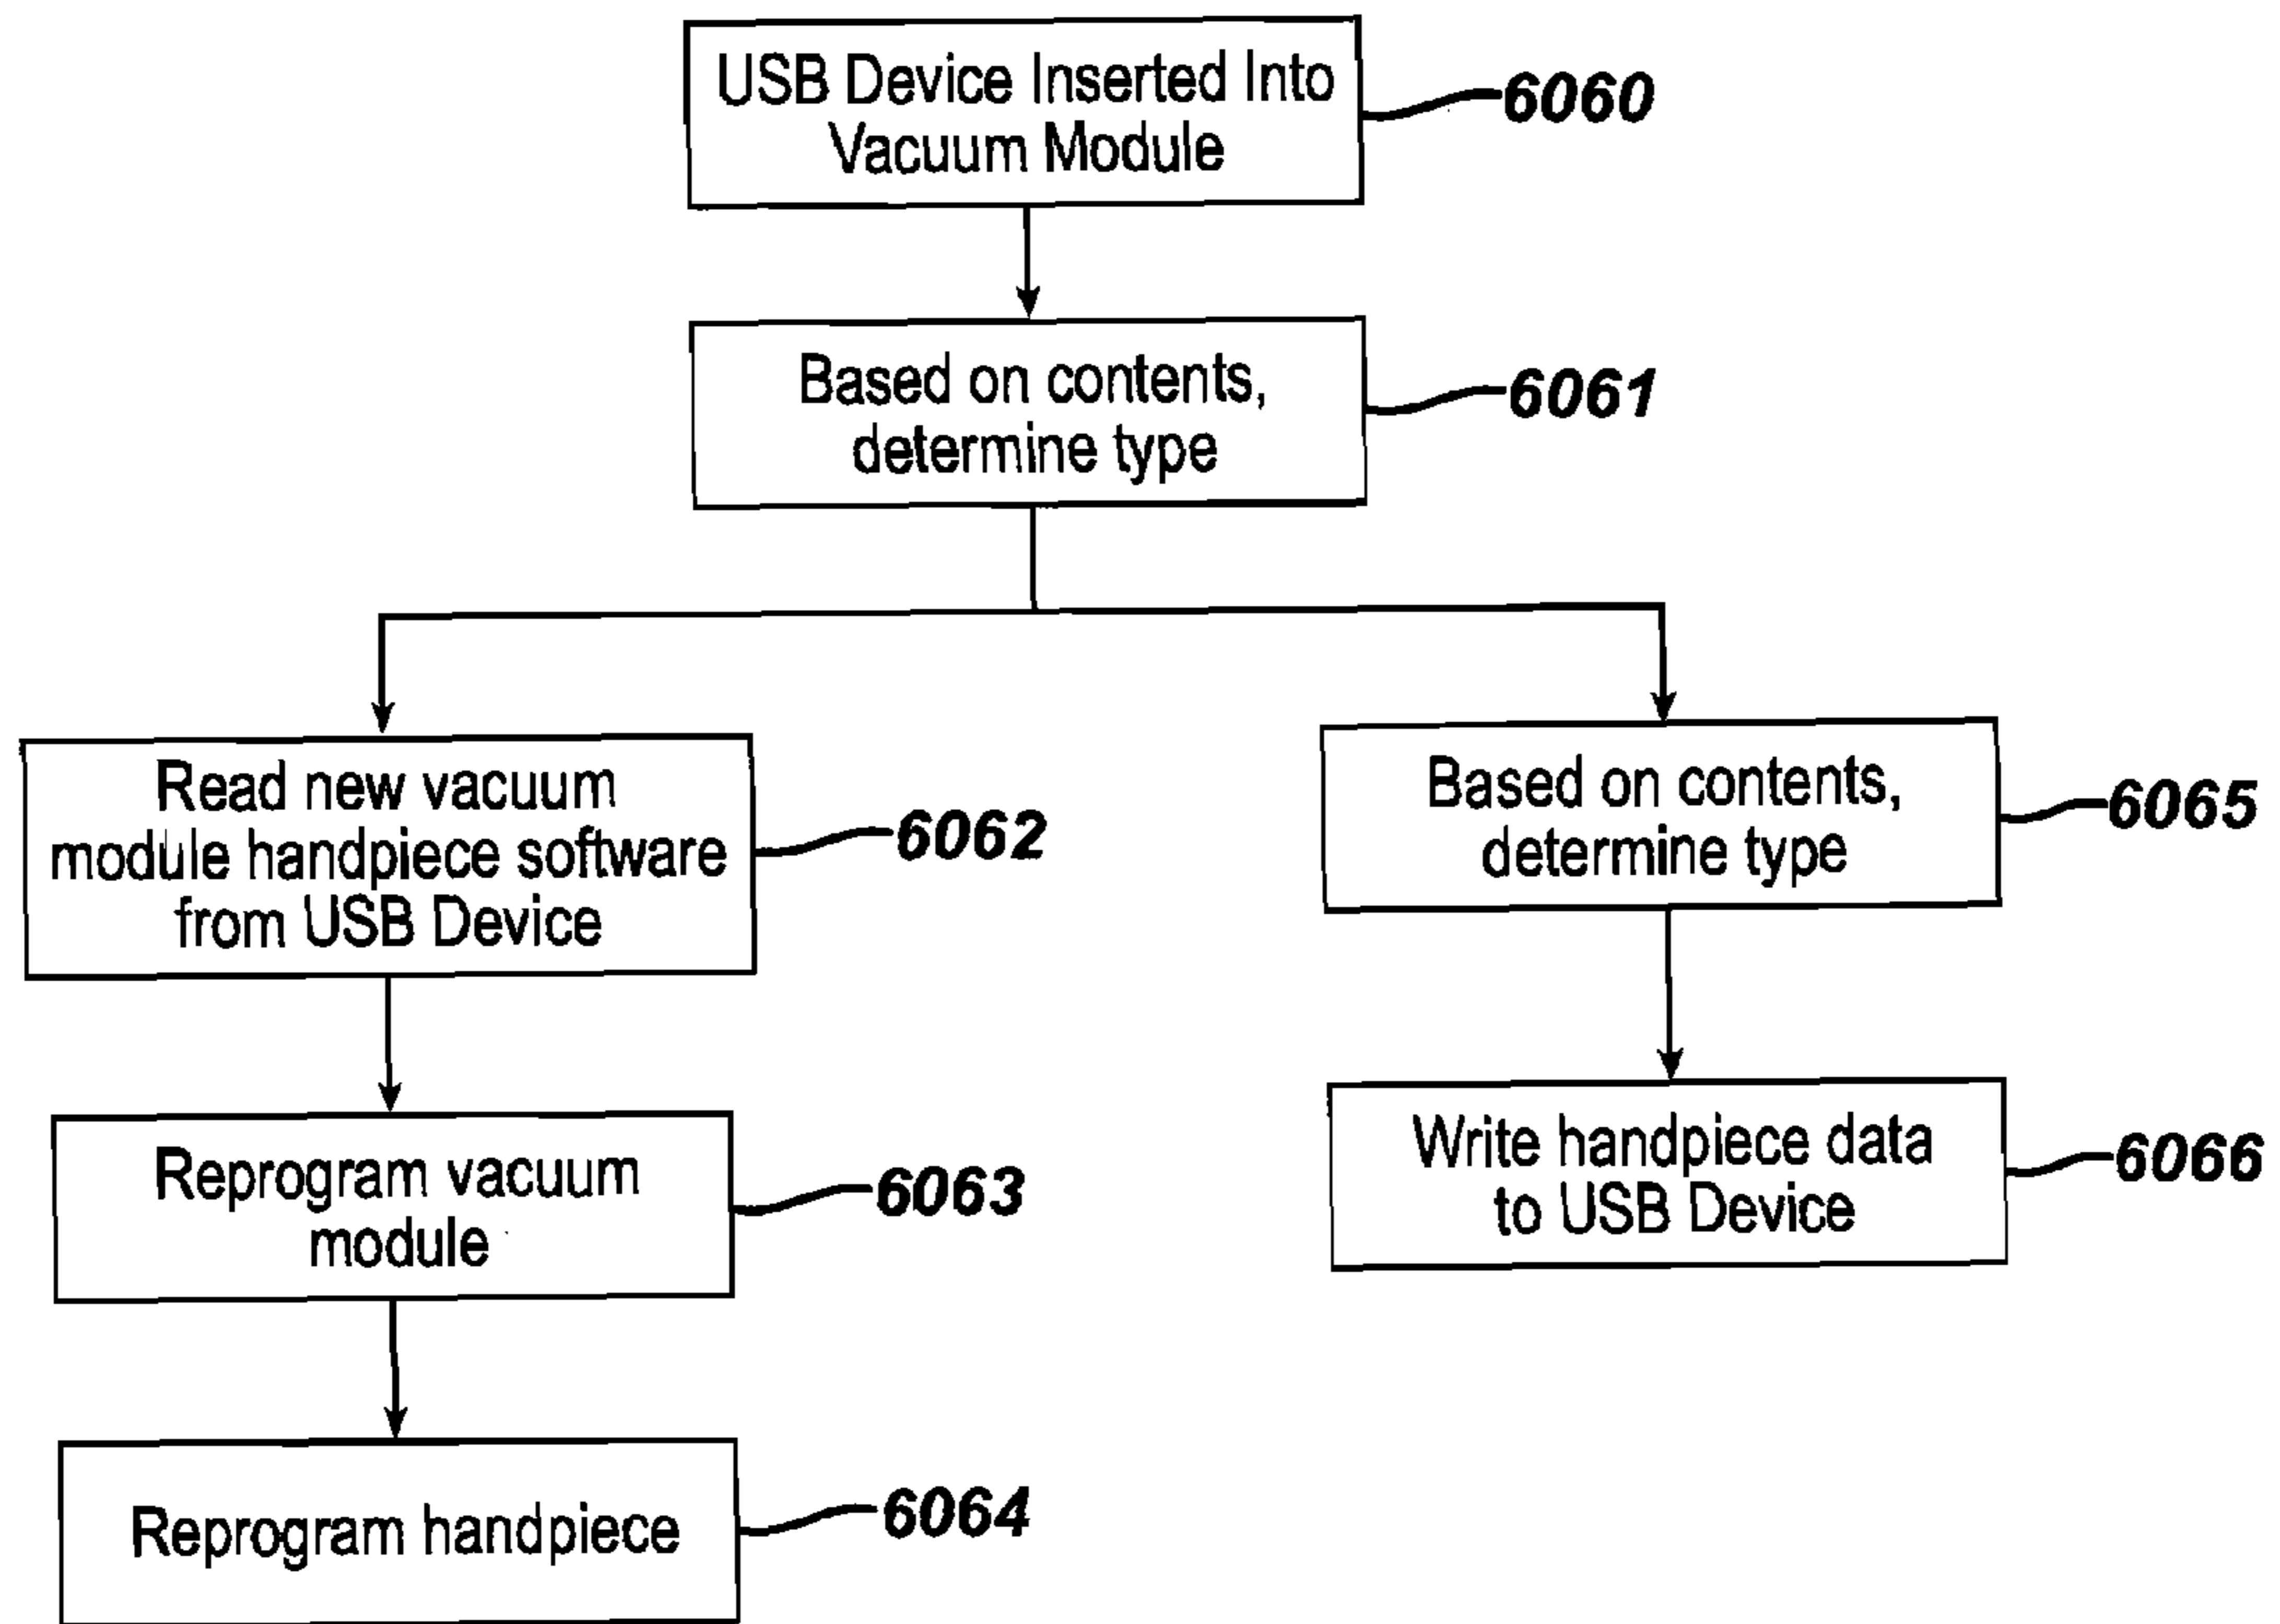 USB Device Inserted Into
Vacuum Module
6060
Based on contents,
determine type
6061
Read new vacuum
module handpiece software
from USB Device
6062
Based on contents,
determine type
6065
Reprogram vacuum
module
6063
Write handpiece data
to USB Device
6066
Reprogram handpiece
6064